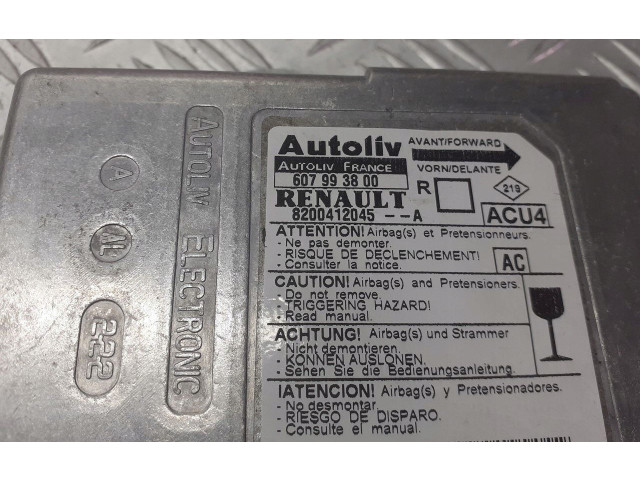 Autoliv
AVANT/FORWARD
AUTOLIV FRANCE
VORN/DELANTE
607 99 38 00
R
219
RENAULT
8200412045 --A
ACU4
ATTENTION! Airbag(s) et Pretensionneurs.
- Ne pas demonter.
- RISQUE DE DECLENCHEMENT!
- Consulter la notice.
AC
CAUTION! Airbag(s) and Pretensioners.
- Do not remove.
- TRIGGERING HAZARD!
- Read manual.
ACHTUNG! Airbag(s) und Strammer
- Nicht demontieren.
- KONNEN AUSLONEN.
- Sehen Sie die Bedienungsanleitung.
¡ATENCION! Airbag(s) y Pretensionadores.
- No desmontar.
- RIESGO DE DISPARO.
- Consulte el manual.
AUTOLIV ELECTRONIC
A
222